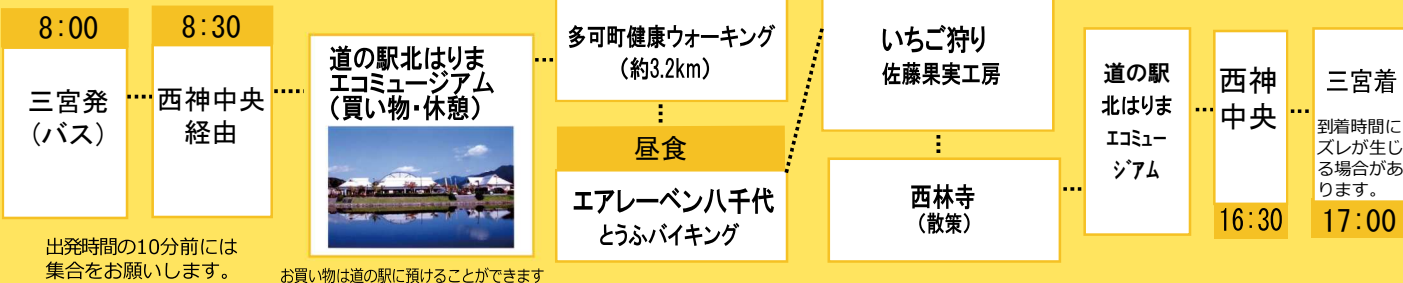 8:00
三宮発
(バス)
8:30
西神中央
経由
道の駅北はりま
エコミュージアム
(買い物・休憩)
多可町健康ウォーキング
(約3.2km)
昼食
エアレーベン八千代
とうふバイキング
いちご狩り
佐藤果実工房
西林寺
(散策)
道の駅
北はりま
エコミュー
ジアム
西神
中央
16:30
三宮着
到着時間に
ズレが生じ
る場合があ
ります。
17:00
出発時間の10分前には
集合をお願いします。
お買い物は道の駅に預けることができます